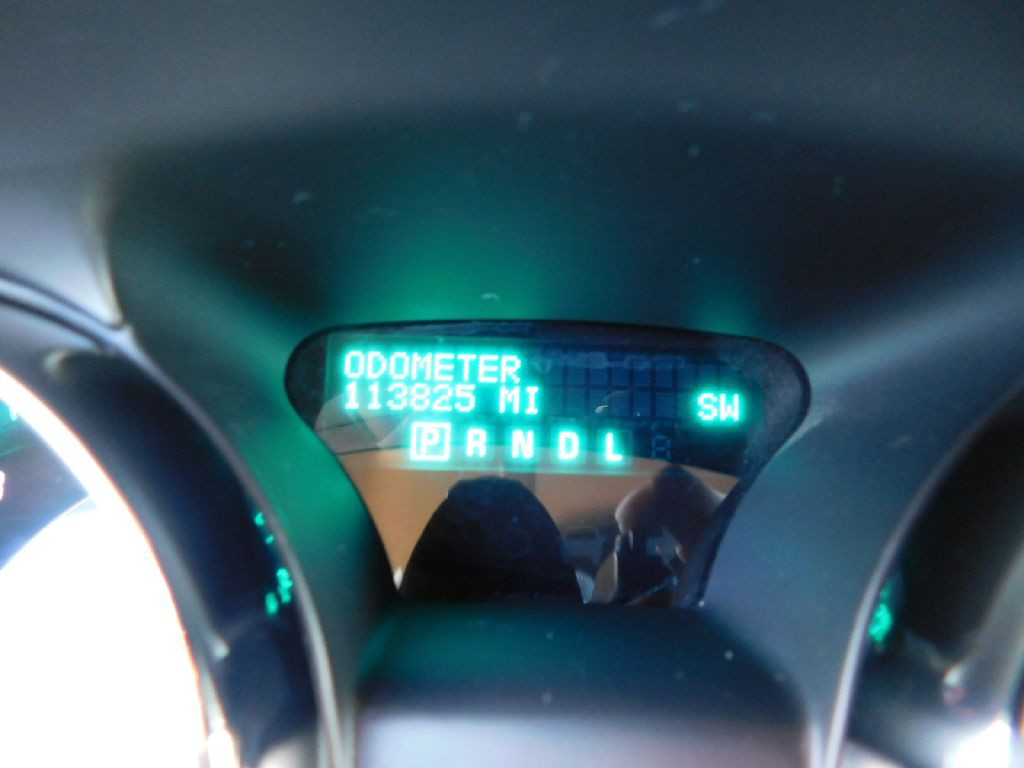 ODOMETER
113825 MI
SW
P R N D L